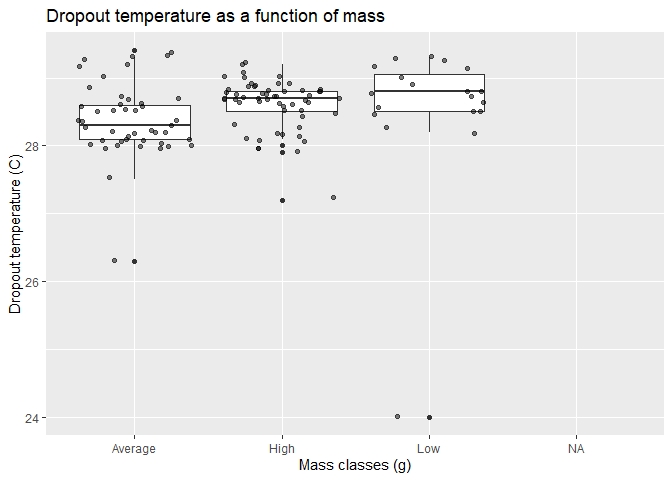 Dropout temperature as a function of mass
Dropout temperature (C)
28
26
24
Average High Low NA
Mass classes (g)